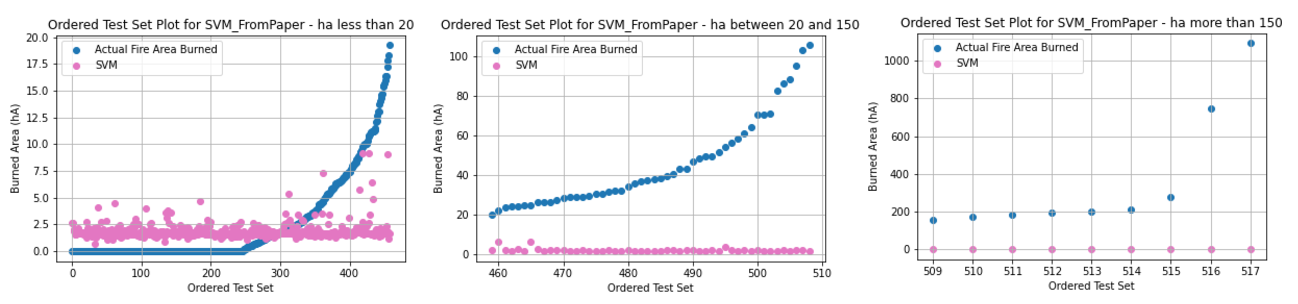 Ordered Test Set Plot for SVM_FromPaper - ha less than 20
20.0
17.5
15.0
12.5
10.0
7.5
5.0
2.5
0.0
Burned Area (hA)
Actual Fire Area Burned
SVM
0
100
200
300
400
Ordered Test Set
Ordered Test Set Plot for SVM_FromPaper - ha between 20 and 150
100
80
60
40
20
0
Burned Area (hA)
Actual Fire Area Burned
SVM
460
470
480
490
500
510
Ordered Test Set
Ordered Test Set Plot for SVM_FromPaper - ha more than 150
1000
800
600
400
200
0
Burned Area (hA)
Actual Fire Area Burned
SVM
509
510
511
512
513
514
515
516
517
Ordered Test Set